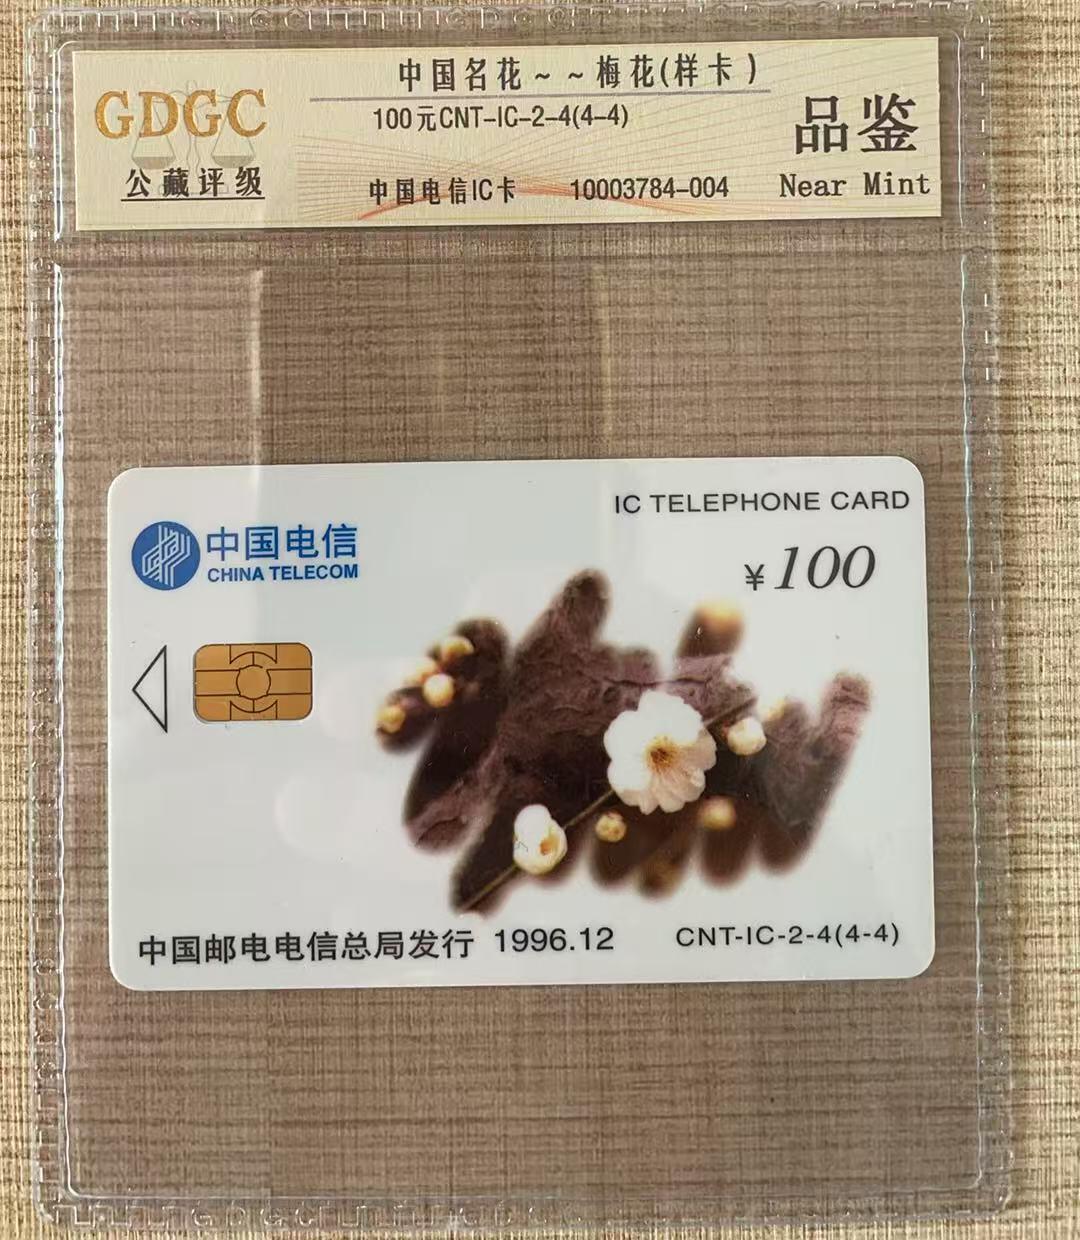 中国名花～～梅花(样卡)
GDGC
100元CNT-IC-2-4(4-4)
品鉴
公藏评级
中国电信IC卡 10003784-004
Near Mint
IC TELEPHONE CARD
中国电信
CHINA TELECOM
¥100
中国邮电电信总局发行 1996.12 CNT-IC-2-4(4-4)